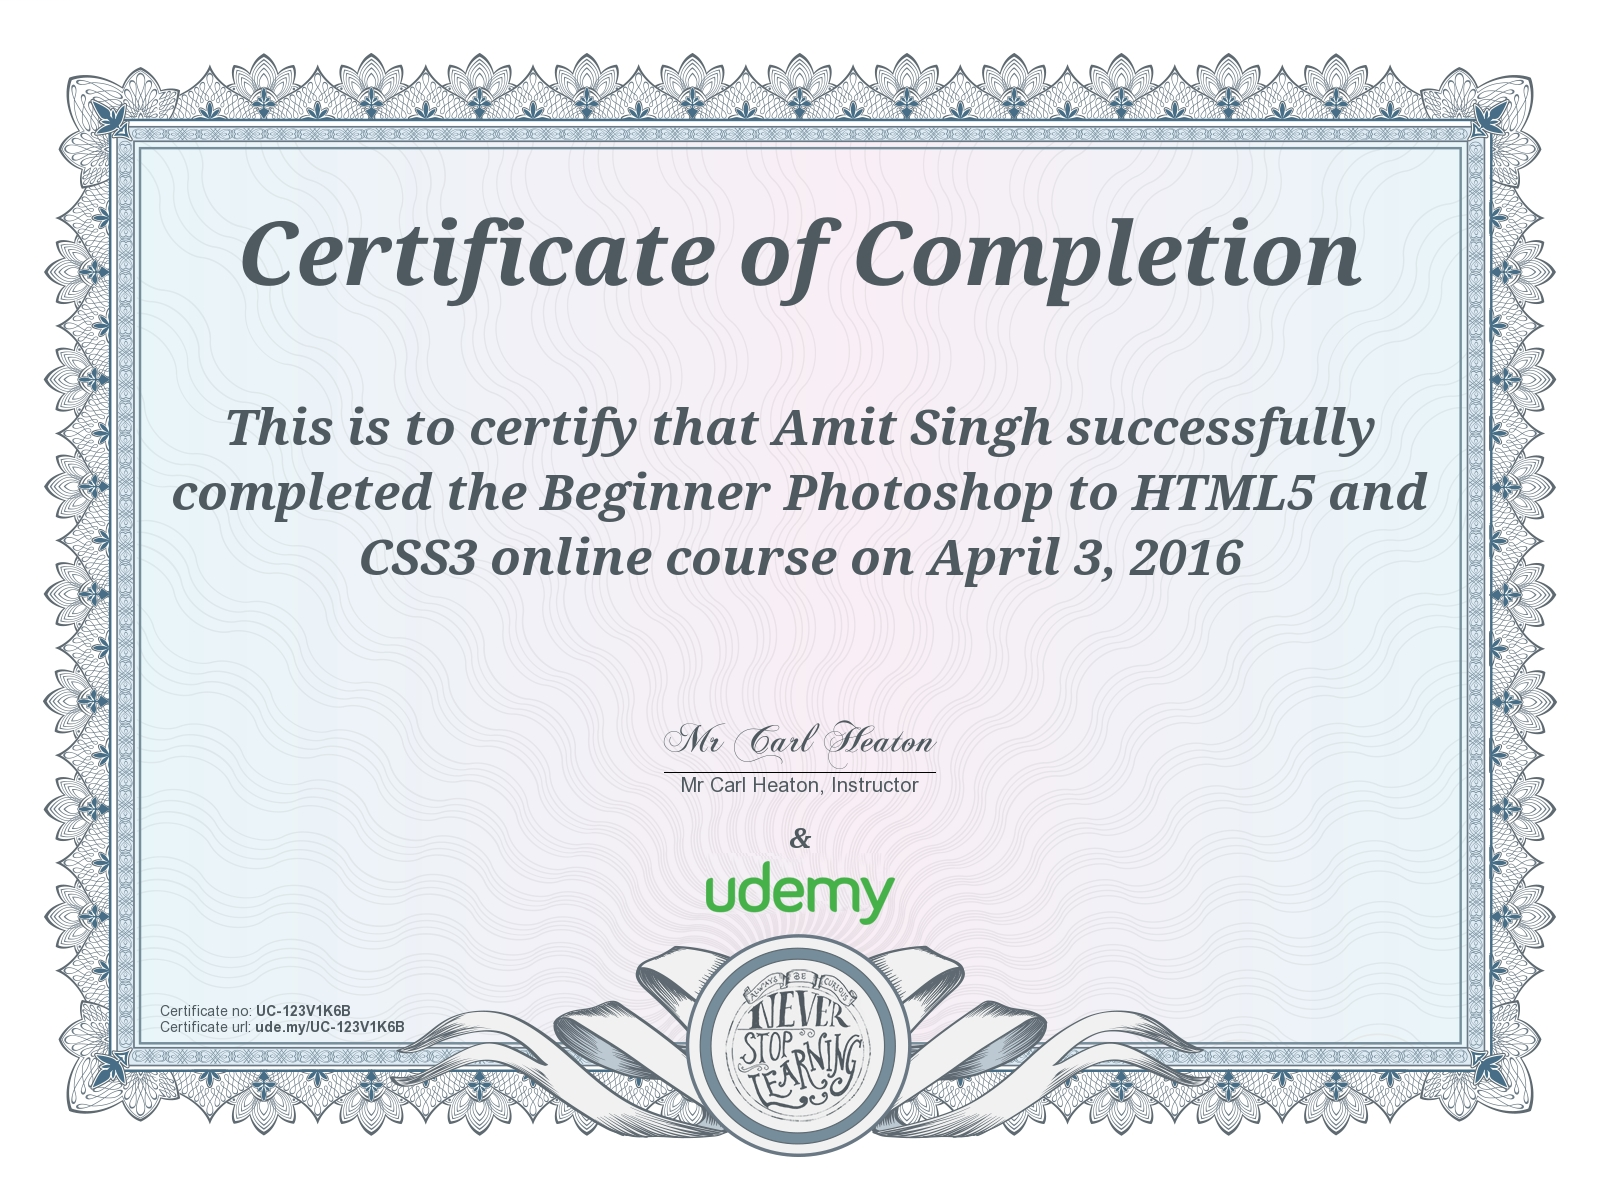 Certificate of Completion
This is to certify that Amit Singh successfully
completed the Beginner Photoshop to HTML5 and
CSS3 online course on April 3, 2016
Mr Carl Heaton
Mr Carl Heaton, Instructor
&
udemy
ALWAYS BE CURIOUS
NEVER
STOP
LEARNING
Certificate no: UC-123V1K6B
Certificate url: ude.my/UC-123V1K6B